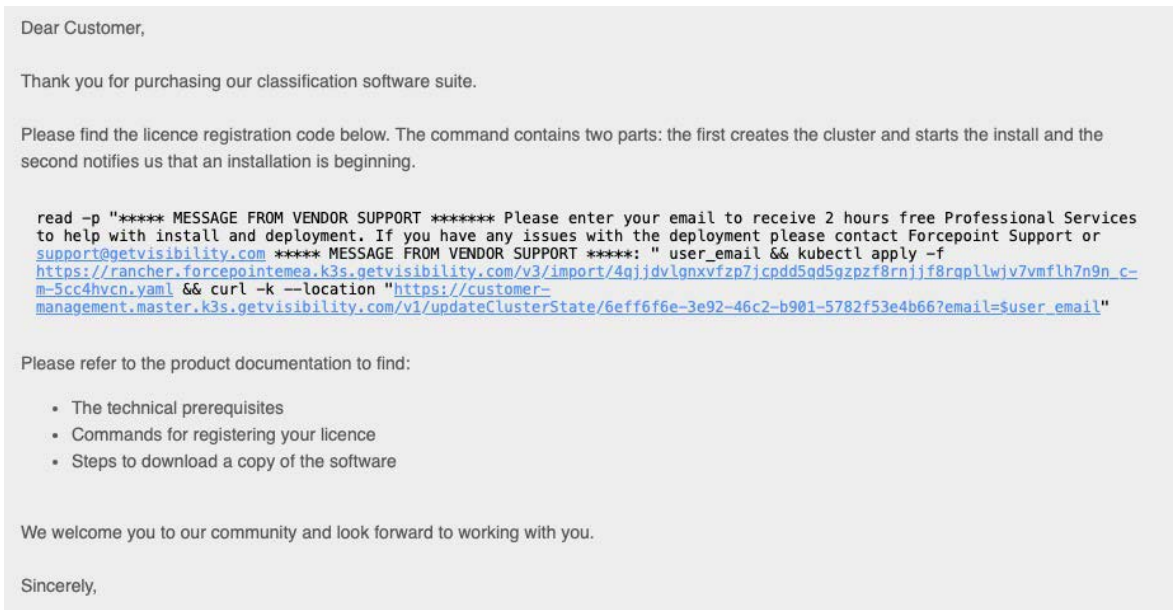 Dear Customer,
Thank you for purchasing our classification software suite.
Please find the licence registration code below. The command contains two parts: the first creates the cluster and starts the install and the
second notifies us that an installation is beginning.
read -p "***** MESSAGE FROM VENDOR SUPPORT ******* Please enter your email to receive 2 hours free Professional Services
to help with install and deployment. If you have any issues with the deployment please contact Forcepoint Support or
support@getvisibility.com ***** MESSAGE FROM VENDOR SUPPORT *****: " user_email && kubectl apply -f
https://rancher.forcepointemea.k3s.getvisibility.com/v3/import/4qjjdvlgnxvfzp7jcpdd5qd5gzpzf8rnjjf8rqpllwjv7vmflh7n9n_c-
m-5cc4hvcn.yaml && curl -k --location "https://customer-
management.master.k3s.getvisibility.com/v1/updateClusterState/6eff6f6e-3e92-46c2-b901-5782f53e4b66?email=$user_email"
Please refer to the product documentation to find:
• The technical prerequisites
• Commands for registering your licence
• Steps to download a copy of the software
We welcome you to our community and look forward to working with you.
Sincerely,